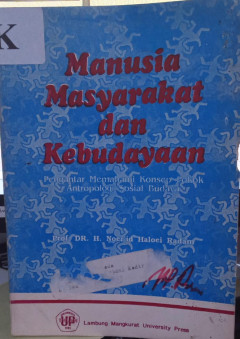 K
Manusia
Masyarakat
dan
Kebudayaan
Pengantar Memahami Konsep Pokok
Antropologi Sosial Budaya
Prof. DR. H. Noerid Haloei Radam
Lambung Mangkurat University Press